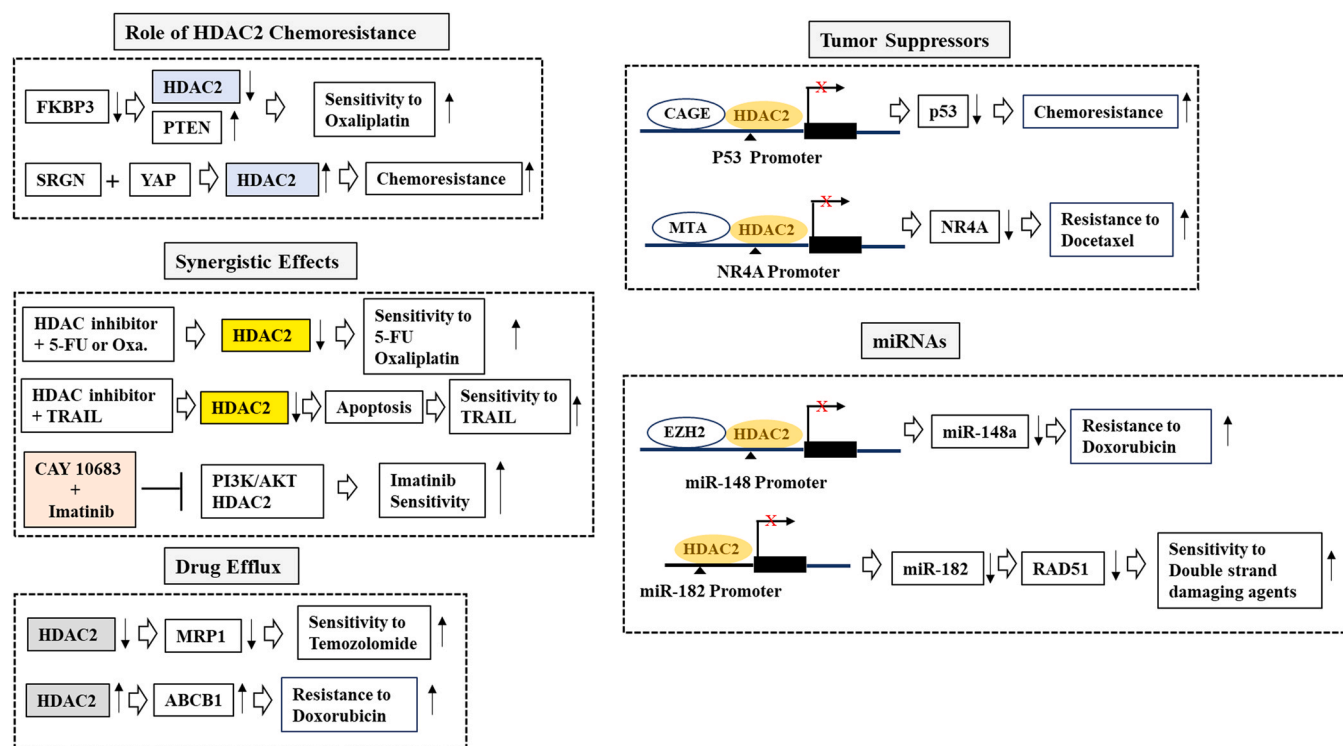 Role of HDAC2 Chemoresistance
FKBP3
HDAC2
PTEN
Sensitivity to
Oxaliplatin
SRGN + YAP
HDAC2
Chemoresistance
Synergistic Effects
HDAC inhibitor
+ 5-FU or Oxa.
HDAC2
Sensitivity to
5-FU
Oxaliplatin
HDAC inhibitor
+ TRAIL
HDAC2
Apoptosis
Sensitivity to
TRAIL
CAY 10683
+
Imatinib
PI3K/AKT
HDAC2
Imatinib
Sensitivity
Drug Efflux
HDAC2
MRP1
Sensitivity to
Temozolomide
HDAC2
ABCB1
Resistance to
Doxorubicin
Tumor Suppressors
CAGE
HDAC2
X
P53 Promoter
p53
Chemoresistance
MTA
HDAC2
X
NR4A Promoter
NR4A
Resistance to
Docetaxel
miRNAs
EZH2
HDAC2
X
miR-148 Promoter
miR-148a
Resistance to
Doxorubicin
HDAC2
X
miR-182 Promoter
miR-182
RAD51
Sensitivity to
Double strand
damaging agents